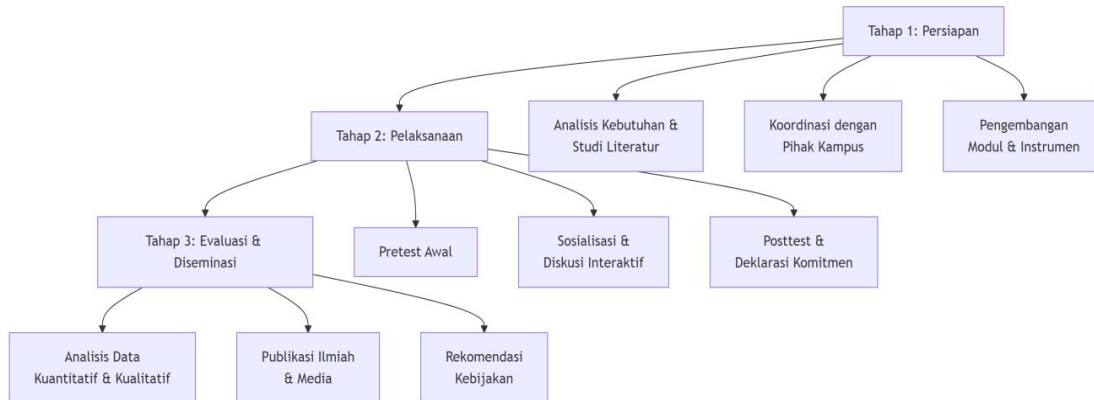 Tahap 1: Persiapan
Tahap 2: Pelaksanaan
Analisis Kebutuhan &
Studi Literatur
Koordinasi dengan
Pihak Kampus
Pengembangan
Modul & Instrumen
Tahap 3: Evaluasi &
Diseminasi
Pretest Awal
Sosialisasi &
Diskusi Interaktif
Posttest &
Deklarasi Komitmen
Analisis Data
Kuantitatif & Kualitatif
Publikasi Ilmiah
& Media
Rekomendasi
Kebijakan